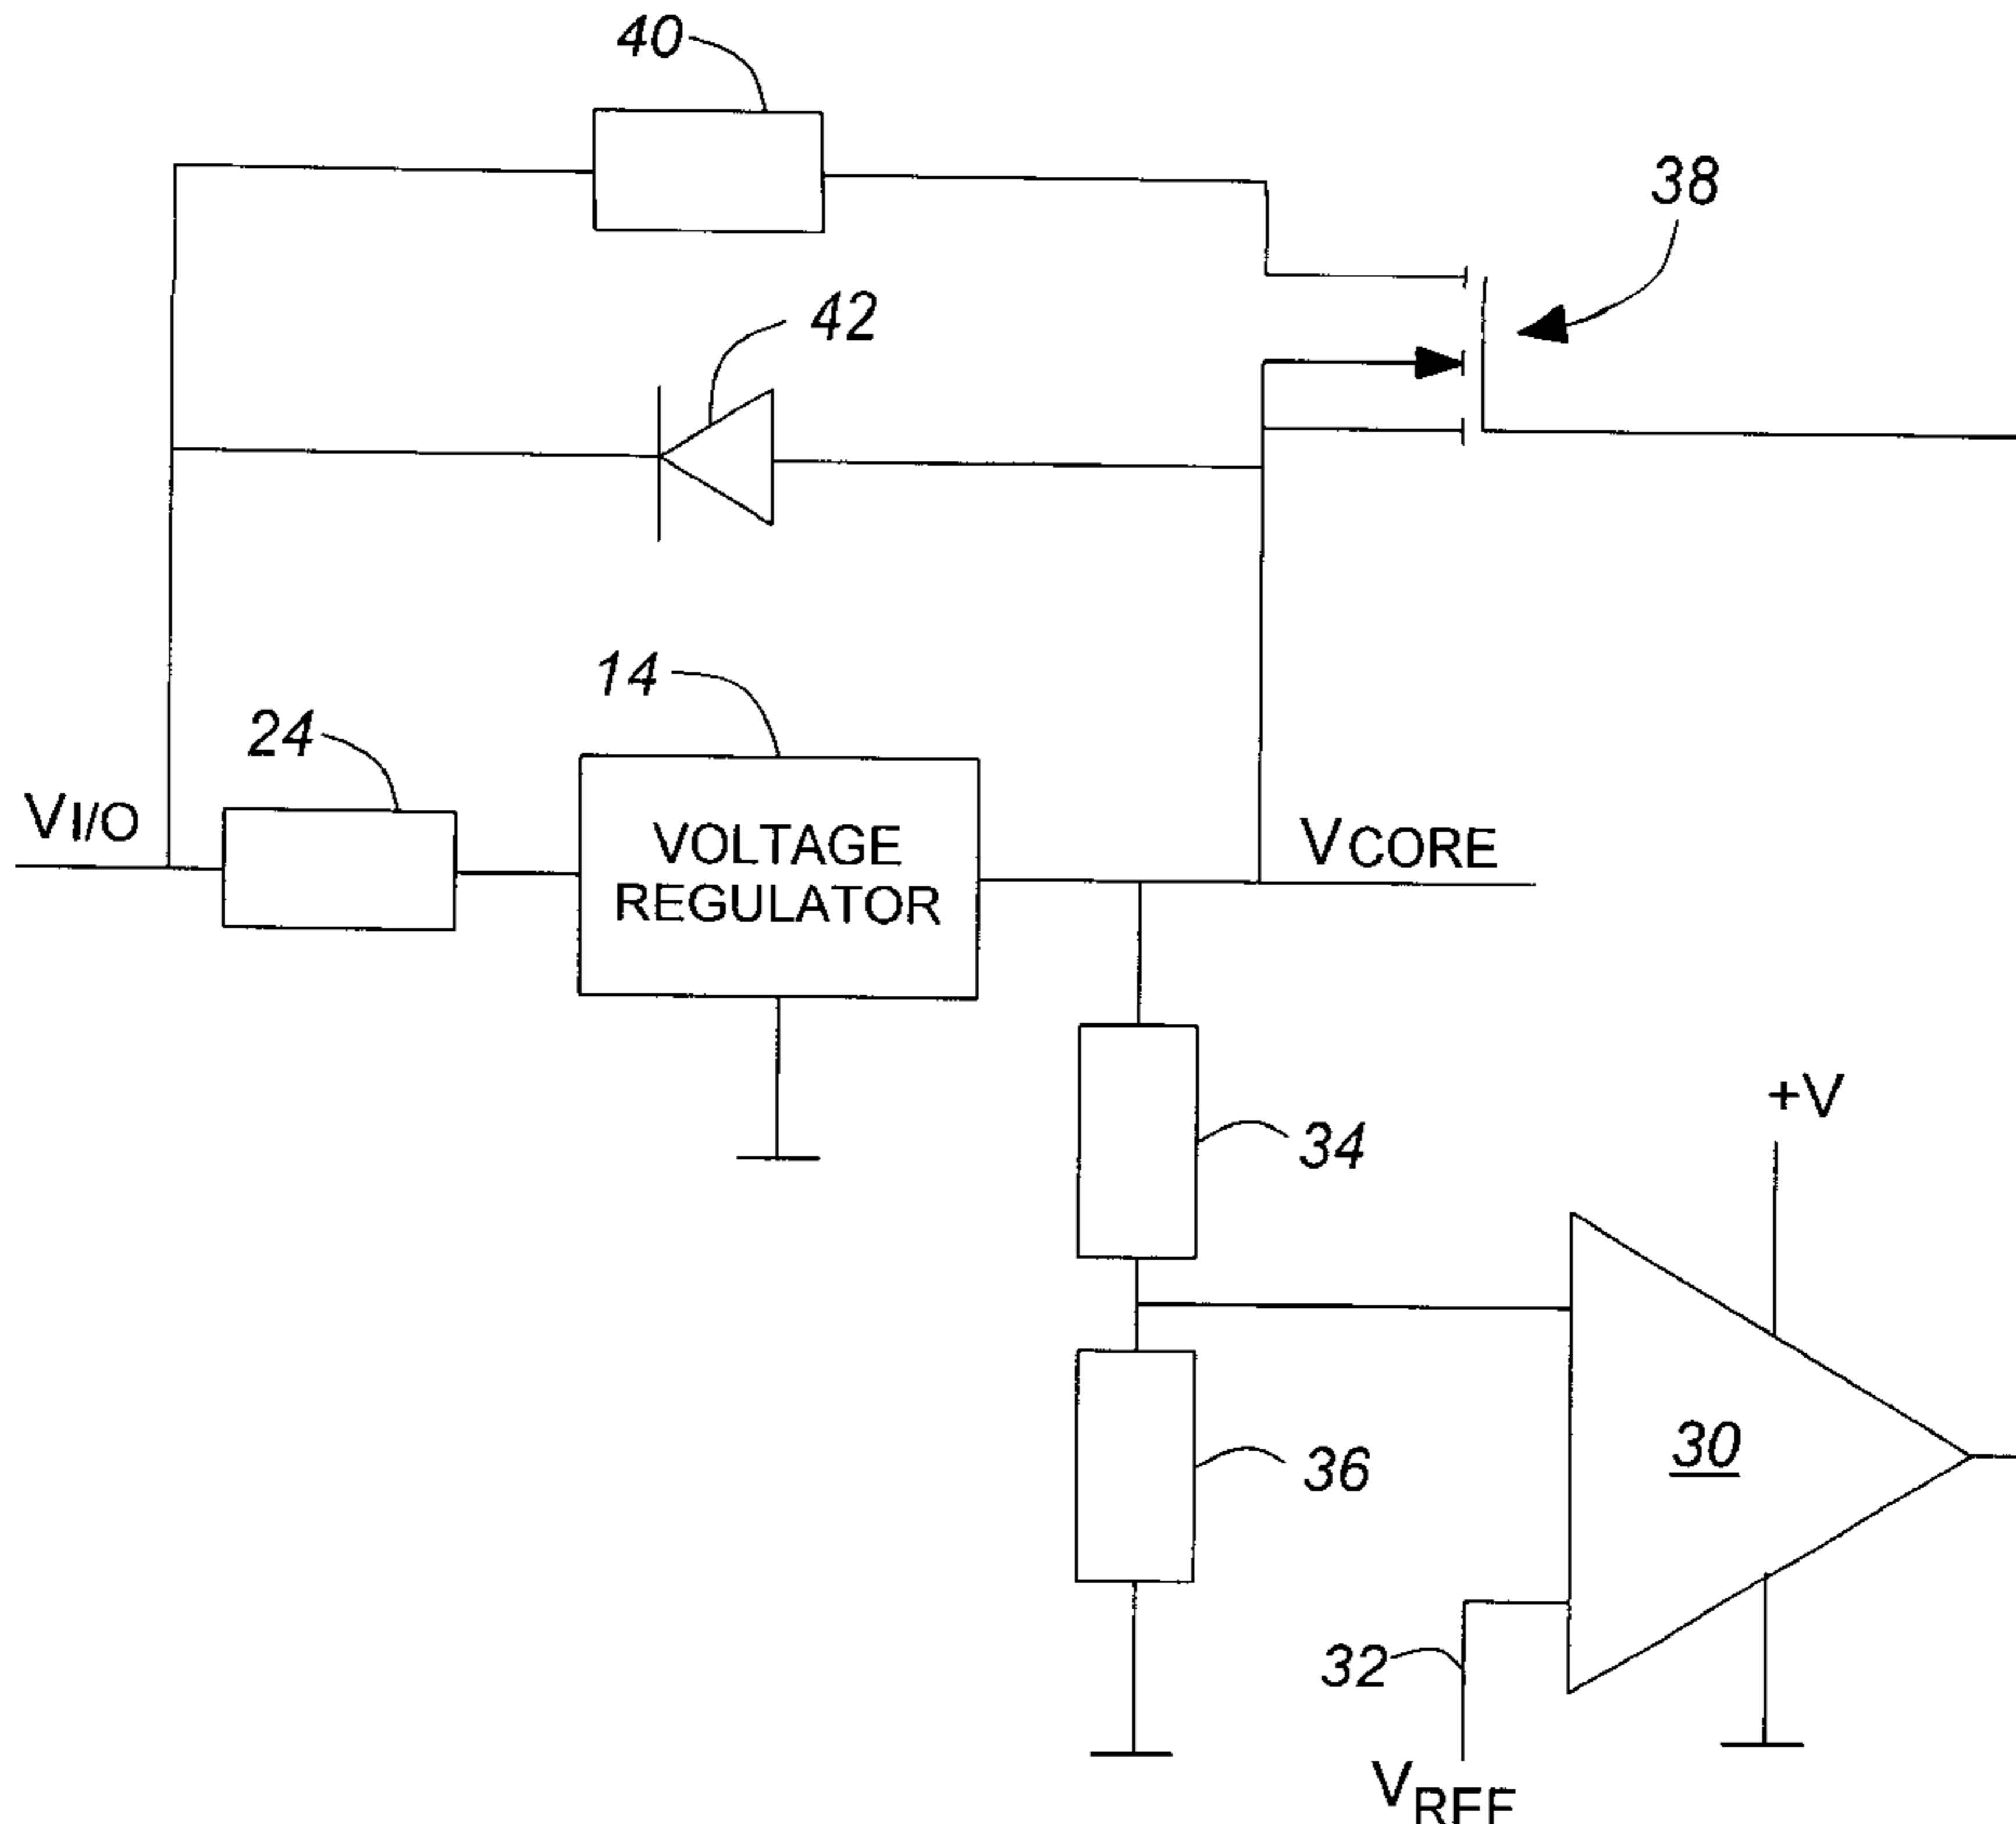 40
38
42
14
24
VI/O
VOLTAGE
REGULATOR
VCORE
+V
34
30
36
32
VREF